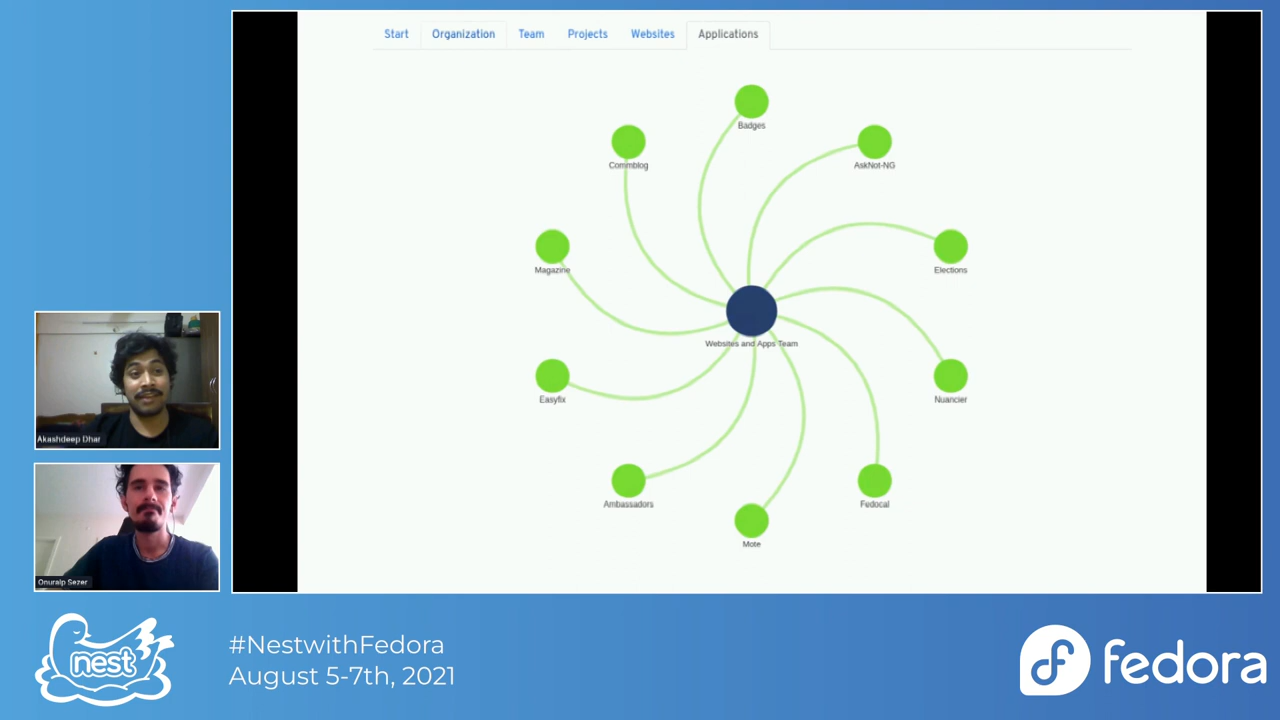 Start Organization Team Projects Websites Applications
Badges
Commblog
AskNot-NG
Magazine
Elections
Websites and Apps Team
Easyfix
Nuancier
Ambassadors
Fedocal
Mote
Akashdeep Dhar
Onuralp Sezer
nest
#NestwithFedora
August 5-7th, 2021
fedora